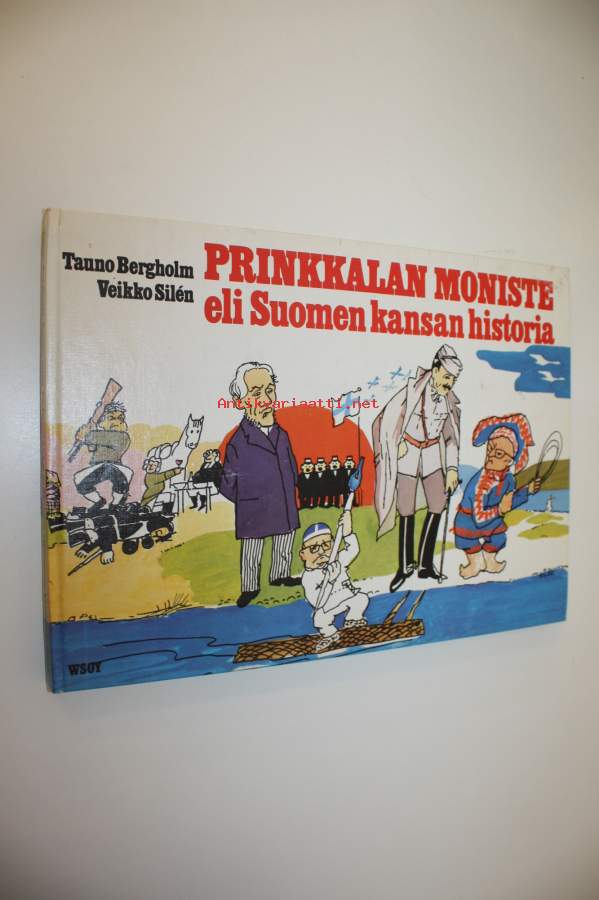 Tauno Bergholm
Veikko Silén
PRINKKALAN MONISTE
eli Suomen kansan historia
Antikvariaatti.net
WSOY